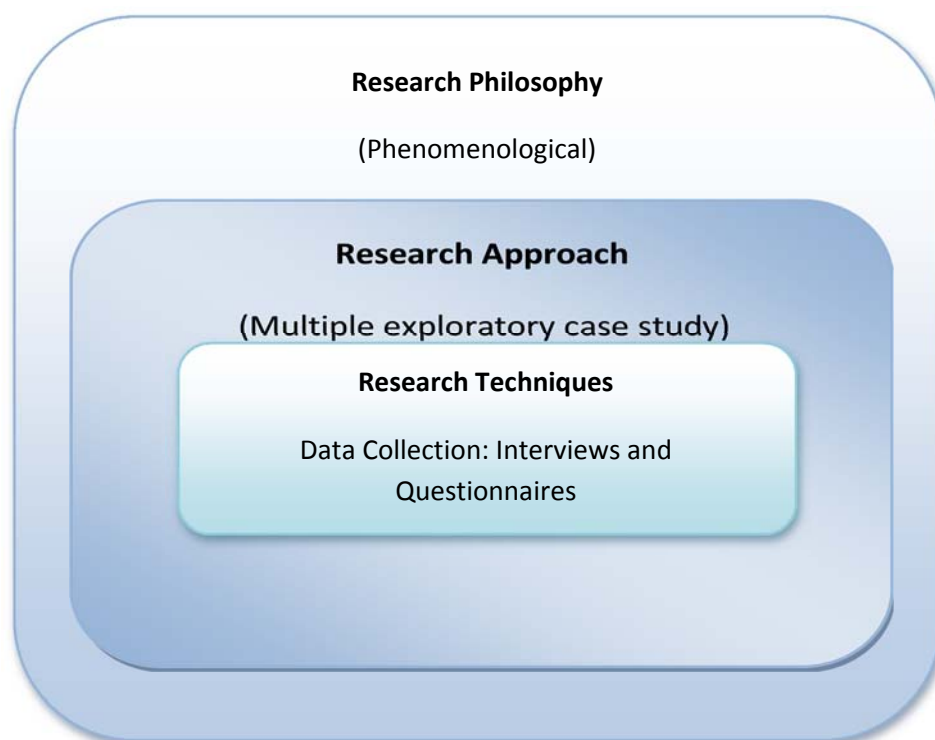 Research Philosophy
(Phenomenological)
Research Approach
(Multiple exploratory case study)
Research Techniques
Data Collection: Interviews and
Questionnaires